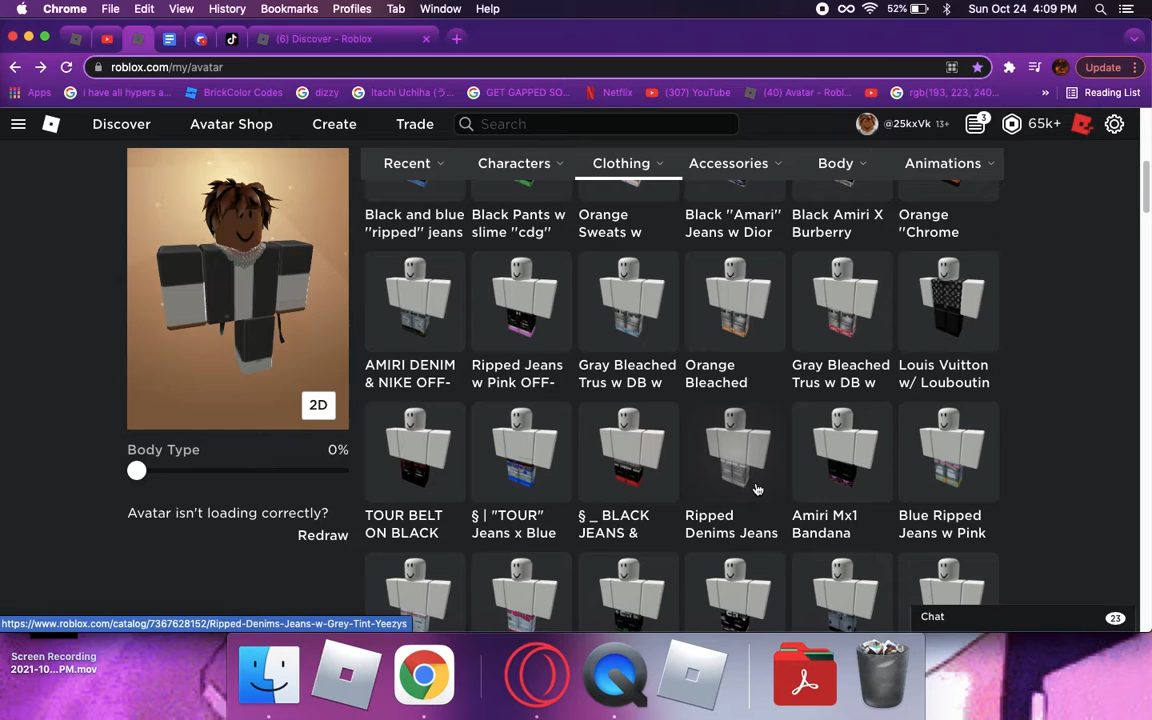 Chrome File Edit View History Bookmarks Profiles Tab Window Help 52% Sun Oct 24 4:09 PM
(6) Discover - Roblox
roblox.com/my/avatar Update
Apps i have all hypers a... BrickColor Codes dizzy Itachi Uchiha (う... GET GAPPED SO... Netflix (307) YouTube (40) Avatar - Robl... rgb(193, 223, 240... » Reading List
Discover Avatar Shop Create Trade Search @25kxVk 13+ 3 65k+
Recent Characters Clothing Accessories Body Animations
Black and blue Black Pants w Orange Black "Amari" Black Amiri X Orange
"ripped" jeans slime "cdg" Sweats w Jeans w Dior Burberry "Chrome
AMIRI DENIM Ripped Jeans Gray Bleached Orange Gray Bleached Louis Vuitton
& NIKE OFF- w Pink OFF- Trus w DB w Bleached Trus w DB w w/ Louboutin
2D
Body Type 0%
Avatar isn't loading correctly?
Redraw
TOUR BELT § | "TOUR" § _ BLACK Ripped Amiri Mx1 Blue Ripped
ON BLACK Jeans x Blue JEANS & Denims Jeans Bandana Jeans w Pink
Chat 23
https://www.roblox.com/catalog/7367628152/Ripped-Denims-Jeans-w-Grey-Tint-Yeezys
Screen Recording
2021-10...PM.mov